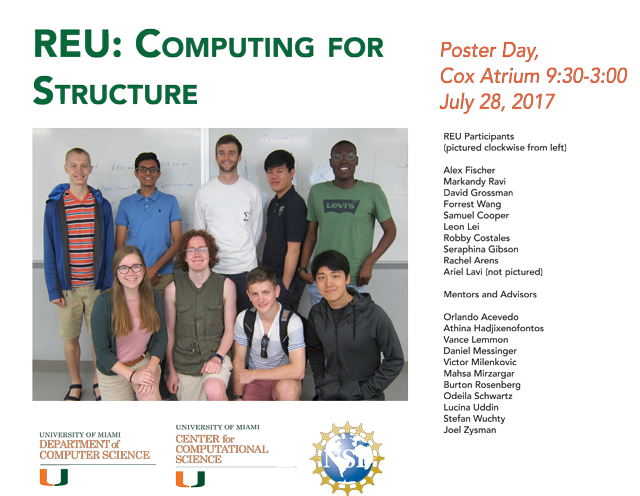 REU: COMPUTING FOR
STRUCTURE
Poster Day,
Cox Atrium 9:30-3:00
July 28, 2017
REU Participants
(pictured clockwise from left)
Alex Fischer
Markandy Ravi
David Grossman
Forrest Wang
Samuel Cooper
Leon Lei
Robby Costales
Seraphina Gibson
Rachel Arens
Ariel Lavi (not pictured)
Mentors and Advisors
Orlando Acevedo
Athina Hadjixenofontos
Vance Lemmon
Daniel Messinger
Victor Milenkovic
Mahsa Mirzargar
Burton Rosenberg
Odeila Schwartz
Lucina Uddin
Stefan Wuchty
Joel Zysman
LEVI'S
Σ
UNIVERSITY OF MIAMI
DEPARTMENT of
COMPUTER SCIENCE
U
UNIVERSITY OF MIAMI
CENTER for
COMPUTATIONAL
SCIENCE
U
NSF